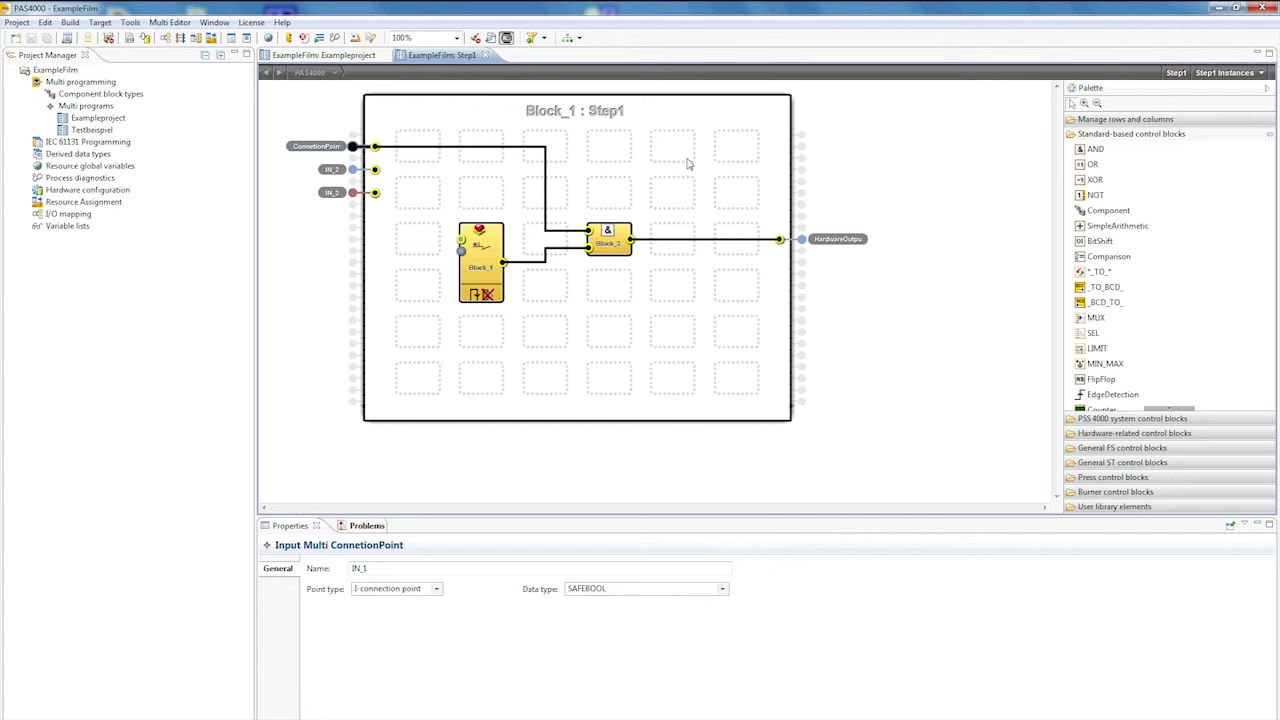 PAS4000 - ExampleFilm
Project Edit Build Target Tools Multi Editor Window License Help
100%
Project Manager
ExampleFilm: Exampleproject
ExampleFilm: Step1
PAS4000
Step1
Step1 Instances
ExampleFilm
Multi programming
Component block types
Multi programs
Exampleproject
Testbeispiel
IEC 61131 Programming
Derived data types
Resource global variables
Process diagnostics
Hardware configuration
Resource Assignment
I/O mapping
Variable lists
Block_1 : Step1
ConnetionPoin
IN_2
IN_3
Block_1
&
Block_3
HardwareOutpu
Palette
Manage rows and columns
Standard-based control blocks
AND
OR
XOR
NOT
Component
SimpleArithmetic
BitShift
Comparison
*_TO_*
_TO_BCD_
_BCD_TO_
MUX
SEL
LIMIT
MIN_MAX
FlipFlop
EdgeDetection
Counter
PSS 4000 system control blocks
Hardware-related control blocks
General FS control blocks
General ST control blocks
Press control blocks
Burner control blocks
User library elements
Properties
Problems
Input Multi ConnetionPoint
General
Name: IN_1
Point type: I-connection point
Data type: SAFEBOOL